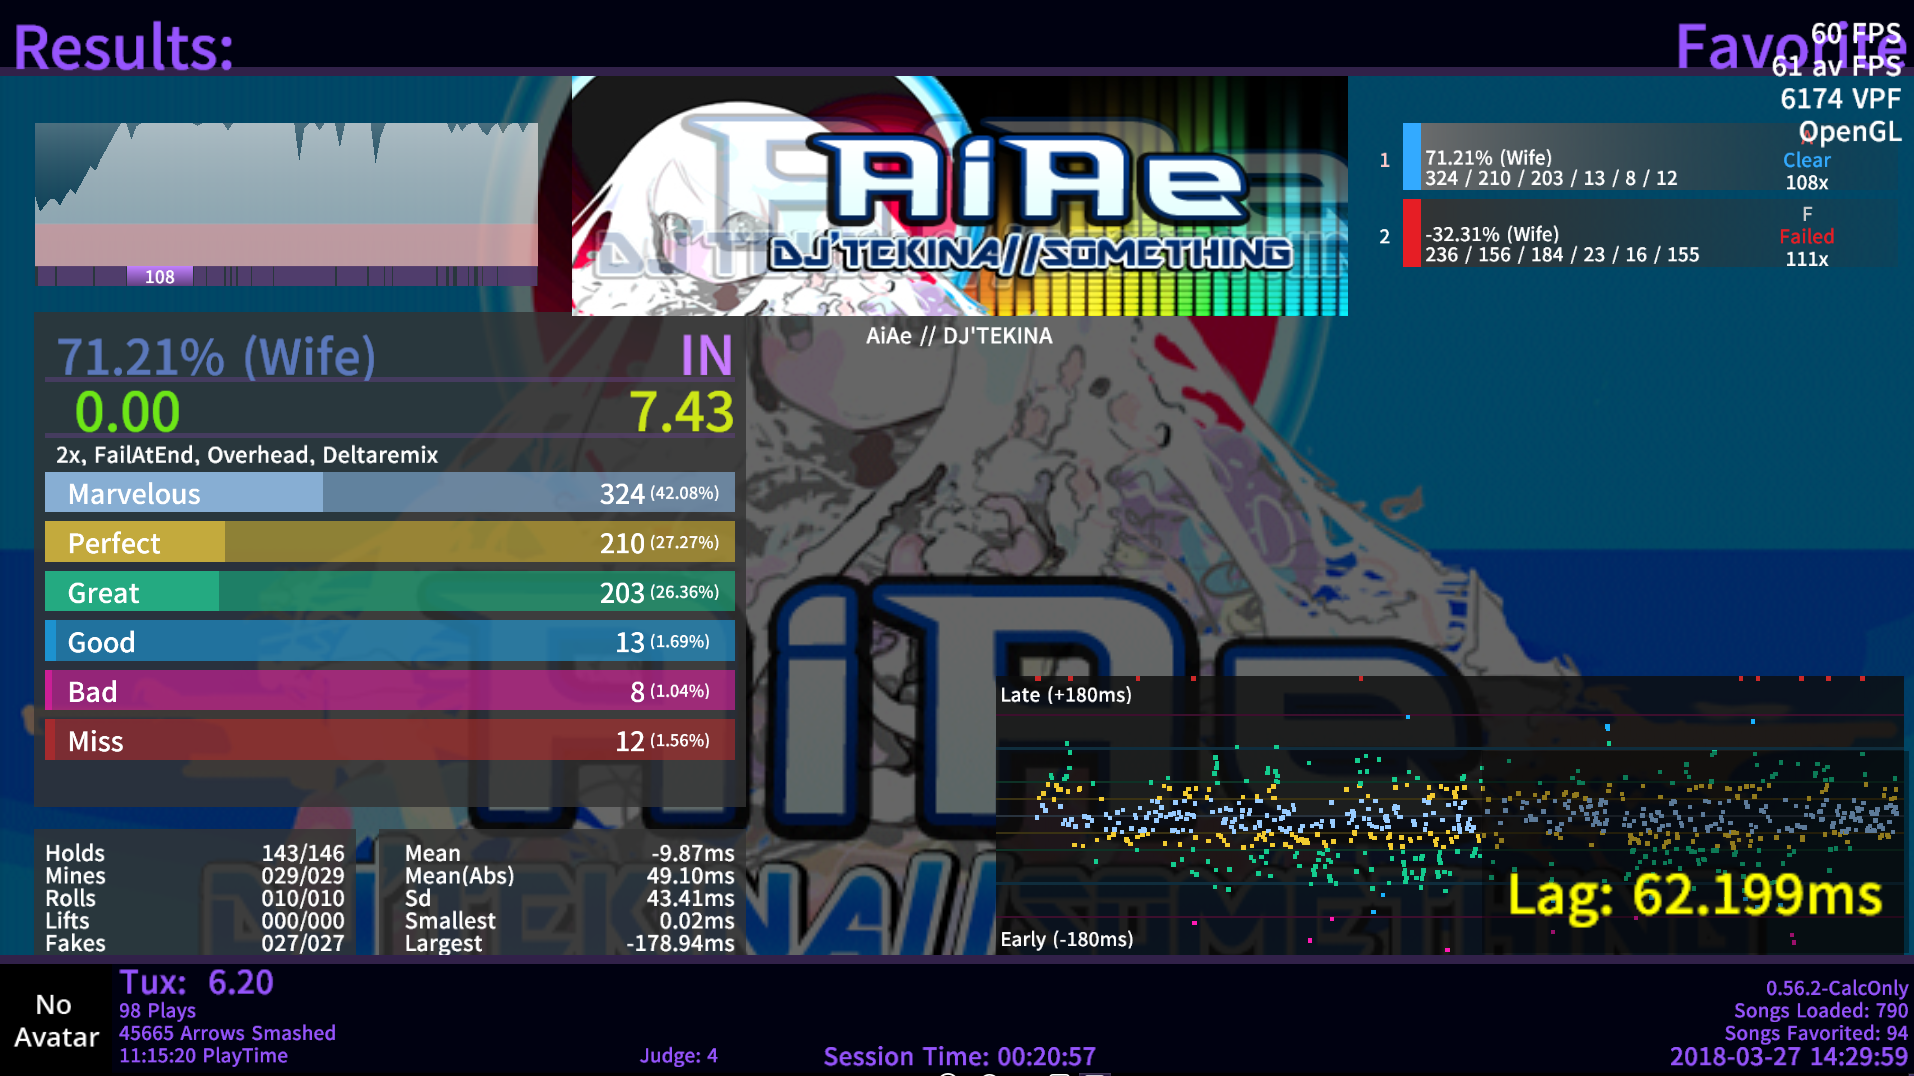 Results:
Favorite
60 FPS
61 av FPS
6174 VPF
OpenGL
108
AiAe
DJ'TEKINA//SOMETHING
AiAe // DJ'TEKINA
1
71.21% (Wife)
324 / 210 / 203 / 13 / 8 / 12
Clear
108x
2
-32.31% (Wife)
236 / 156 / 184 / 23 / 16 / 155
F
Failed
111x
71.21% (Wife) IN
0.00 7.43
2x, FailAtEnd, Overhead, Deltaremix
Marvelous 324 (42.08%)
Perfect 210 (27.27%)
Great 203 (26.36%)
Good 13 (1.69%)
Bad 8 (1.04%)
Miss 12 (1.56%)
Holds 143/146
Mines 029/029
Rolls 010/010
Lifts 000/000
Fakes 027/027
Mean -9.87ms
Mean(Abs) 49.10ms
Sd 43.41ms
Smallest 0.02ms
Largest -178.94ms
AiAe
DJ'TEKINA//SOMETHING
Late (+180ms)
Lag: 62.199ms
Early (-180ms)
No
Avatar
Tux: 6.20
98 Plays
45665 Arrows Smashed
11:15:20 PlayTime
Judge: 4
Session Time: 00:20:57
0.56.2-CalcOnly
Songs Loaded: 790
Songs Favorited: 94
2018-03-27 14:29:59